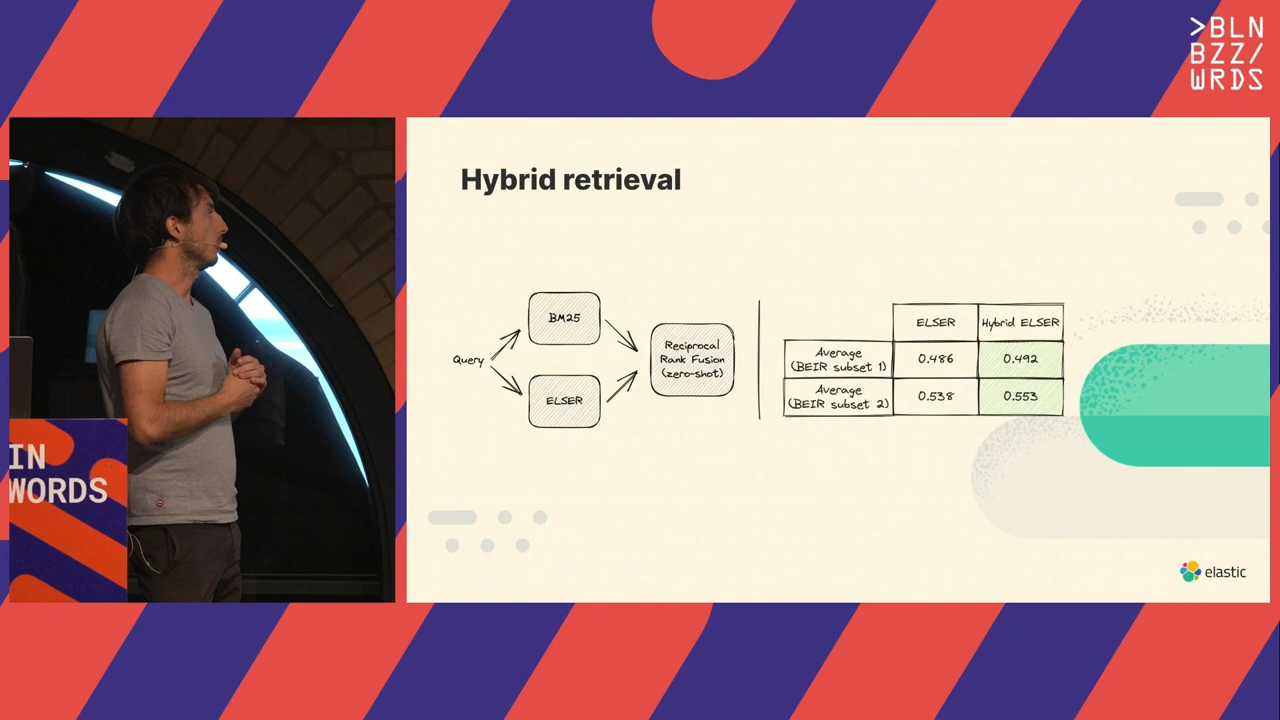 >BLN
BZZ/
WRDS
IN
WORDS
Hybrid retrieval
Query
BM25
ELSER
Reciprocal
Rank Fusion
(zero-shot)
ELSER Hybrid ELSER
Average
(BEIR subset 1) 0.486 0.492
Average
(BEIR subset 2) 0.538 0.553
elastic